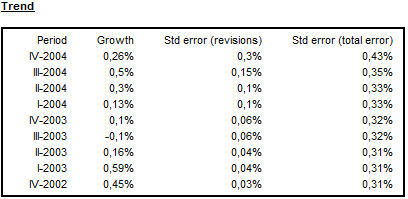 Trend
Period Growth Std error (revisions) Std error (total error)
IV-2004 0,26% 0,3% 0,43%
III-2004 0,5% 0,15% 0,35%
II-2004 0,3% 0,1% 0,33%
I-2004 0,13% 0,1% 0,33%
IV-2003 0,1% 0,06% 0,32%
III-2003 -0,1% 0,06% 0,32%
II-2003 0,16% 0,04% 0,31%
I-2003 0,59% 0,04% 0,31%
IV-2002 0,45% 0,03% 0,31%